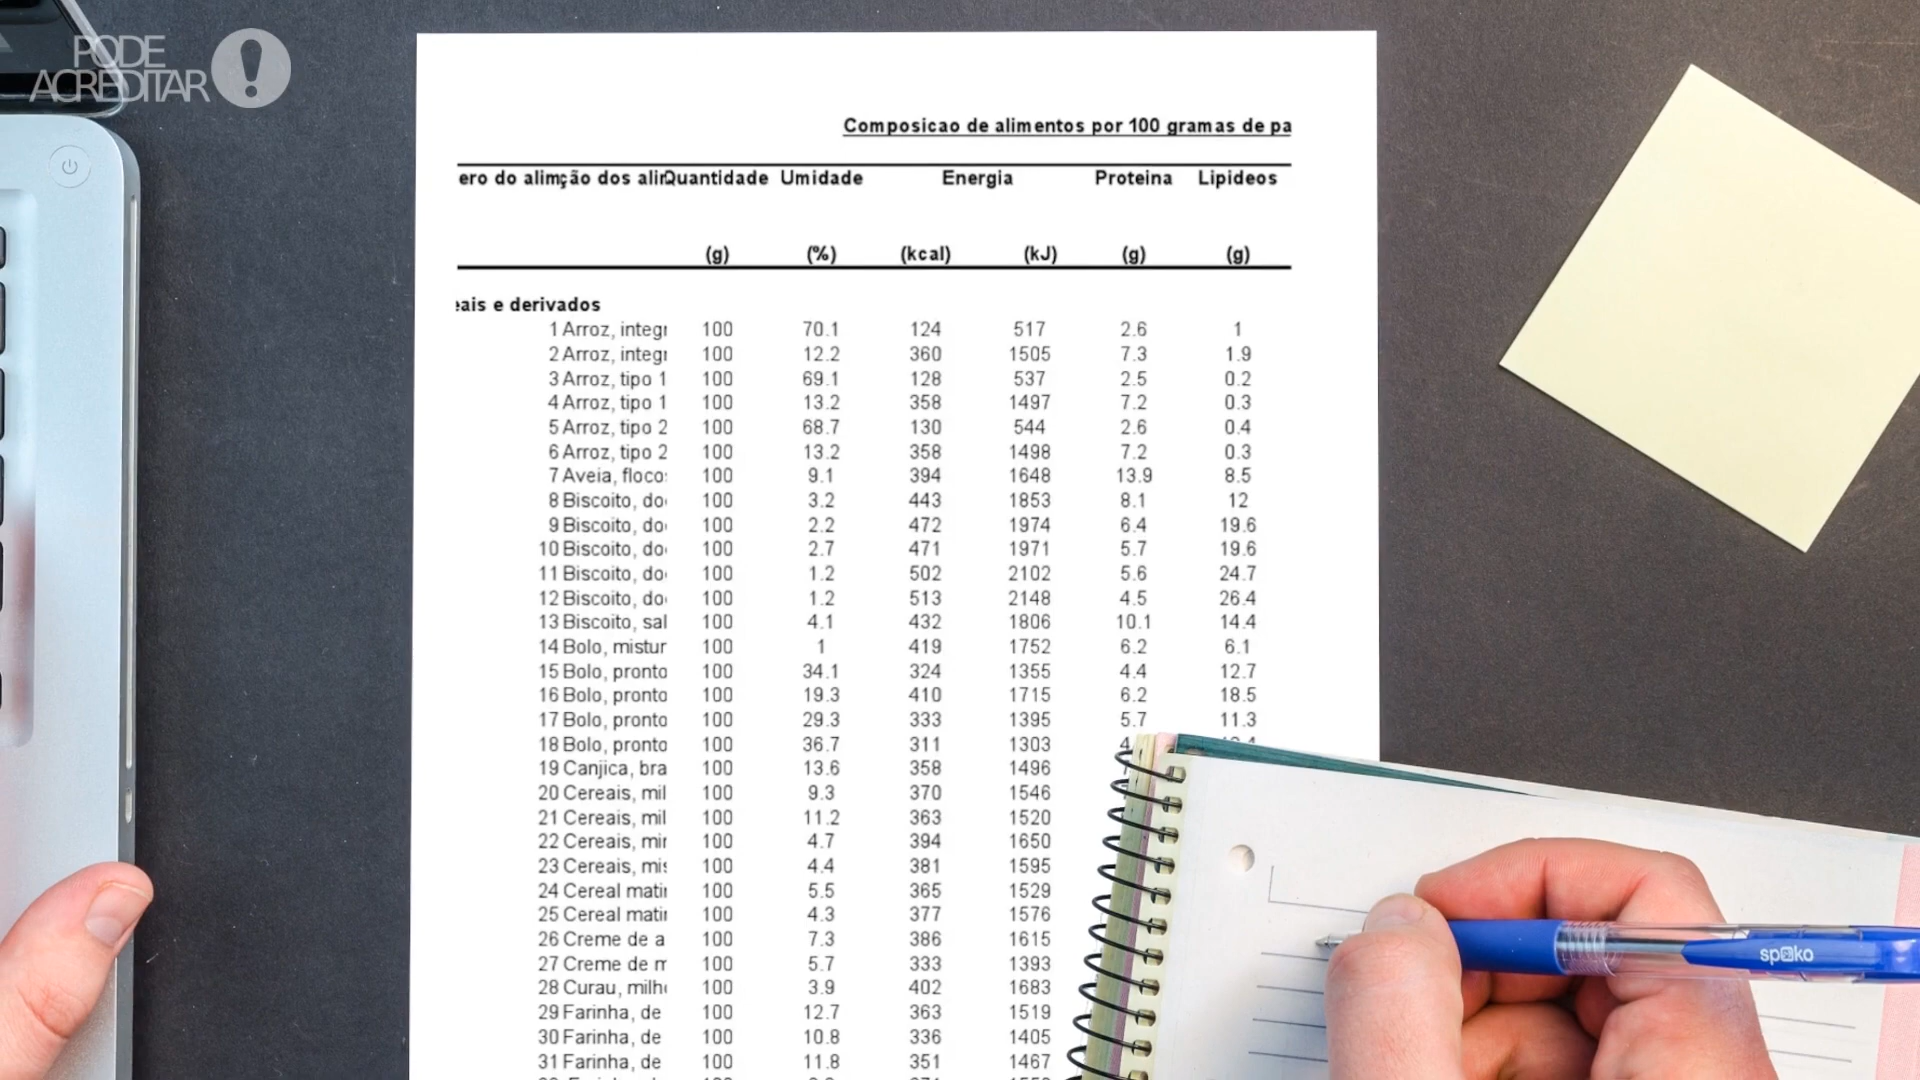 PODE
ACREDITAR
Composicao de alimentos por 100 gramas de pa
ero do alimção dos alir Quantidade Umidade Energia Proteina Lipideos
(g) (%) (kcal) (kJ) (g) (g)
eais e derivados
1 Arroz, integr 100 70.1 124 517 2.6 1
2 Arroz, integr 100 12.2 360 1505 7.3 1.9
3 Arroz, tipo 1 100 69.1 128 537 2.5 0.2
4 Arroz, tipo 1 100 13.2 358 1497 7.2 0.3
5 Arroz, tipo 2 100 68.7 130 544 2.6 0.4
6 Arroz, tipo 2 100 13.2 358 1498 7.2 0.3
7 Aveia, floco 100 9.1 394 1648 13.9 8.5
8 Biscoito, do 100 3.2 443 1853 8.1 12
9 Biscoito, do 100 2.2 472 1974 6.4 19.6
10 Biscoito, do 100 2.7 471 1971 5.7 19.6
11 Biscoito, do 100 1.2 502 2102 5.6 24.7
12 Biscoito, do 100 1.2 513 2148 4.5 26.4
13 Biscoito, sal 100 4.1 432 1806 10.1 14.4
14 Bolo, mistur 100 1 419 1752 6.2 6.1
15 Bolo, pronto 100 34.1 324 1355 4.4 12.7
16 Bolo, pronto 100 19.3 410 1715 6.2 18.5
17 Bolo, pronto 100 29.3 333 1395 5.7 11.3
18 Bolo, pronto 100 36.7 311 1303
19 Canjica, bra 100 13.6 358 1496
20 Cereais, mil 100 9.3 370 1546
21 Cereais, mil 100 11.2 363 1520
22 Cereais, mir 100 4.7 394 1650
23 Cereais, mis 100 4.4 381 1595
24 Cereal matir 100 5.5 365 1529
25 Cereal matir 100 4.3 377 1576
26 Creme de a 100 7.3 386 1615
27 Creme de m 100 5.7 333 1393
28 Curau, milh 100 3.9 402 1683
29 Farinha, de 100 12.7 363 1519
30 Farinha, de 100 10.8 336 1405
31 Farinha, de 100 11.8 351 1467
spoko